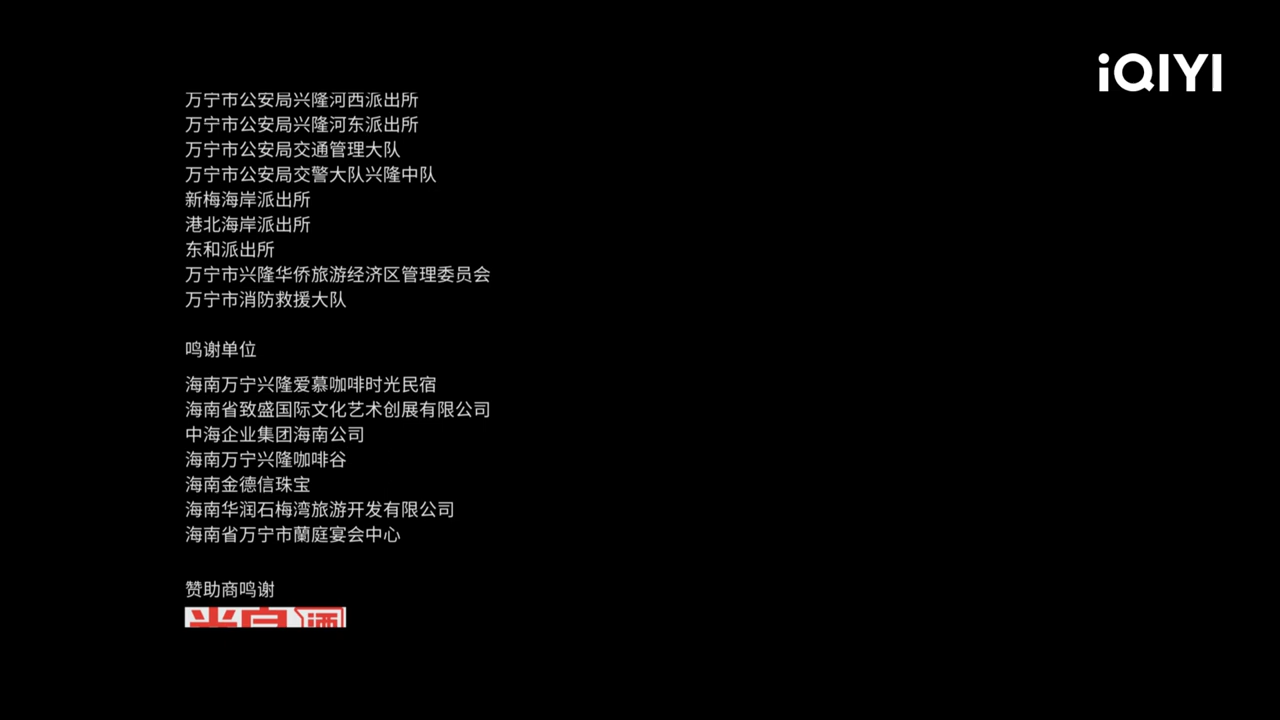 iQIYI
万宁市公安局兴隆河西派出所
万宁市公安局兴隆河东派出所
万宁市公安局交通管理大队
万宁市公安局交警大队兴隆中队
新梅海岸派出所
港北海岸派出所
东和派出所
万宁市兴隆华侨旅游经济区管理委员会
万宁市消防救援大队
鸣谢单位
海南万宁兴隆爱慕咖啡时光民宿
海南省致盛国际文化艺术创展有限公司
中海企业集团海南公司
海南万宁兴隆咖啡谷
海南金德信珠宝
海南华润石梅湾旅游开发有限公司
海南省万宁市蘭庭宴会中心
赞助商鸣谢